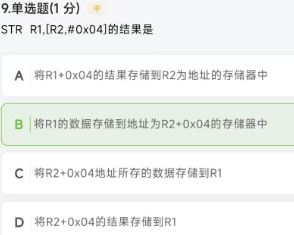 9.单选题(1 分) 中
STR R1,[R2,#0x04]的结果是
A 将R1+0x04的结果存储到R2为地址的存储器中
B 将R1的数据存储到地址为R2+0x04的存储器中
C 将R2+0x04地址所存的数据存储到R1
D 将R2+0x04的结果存储到R1